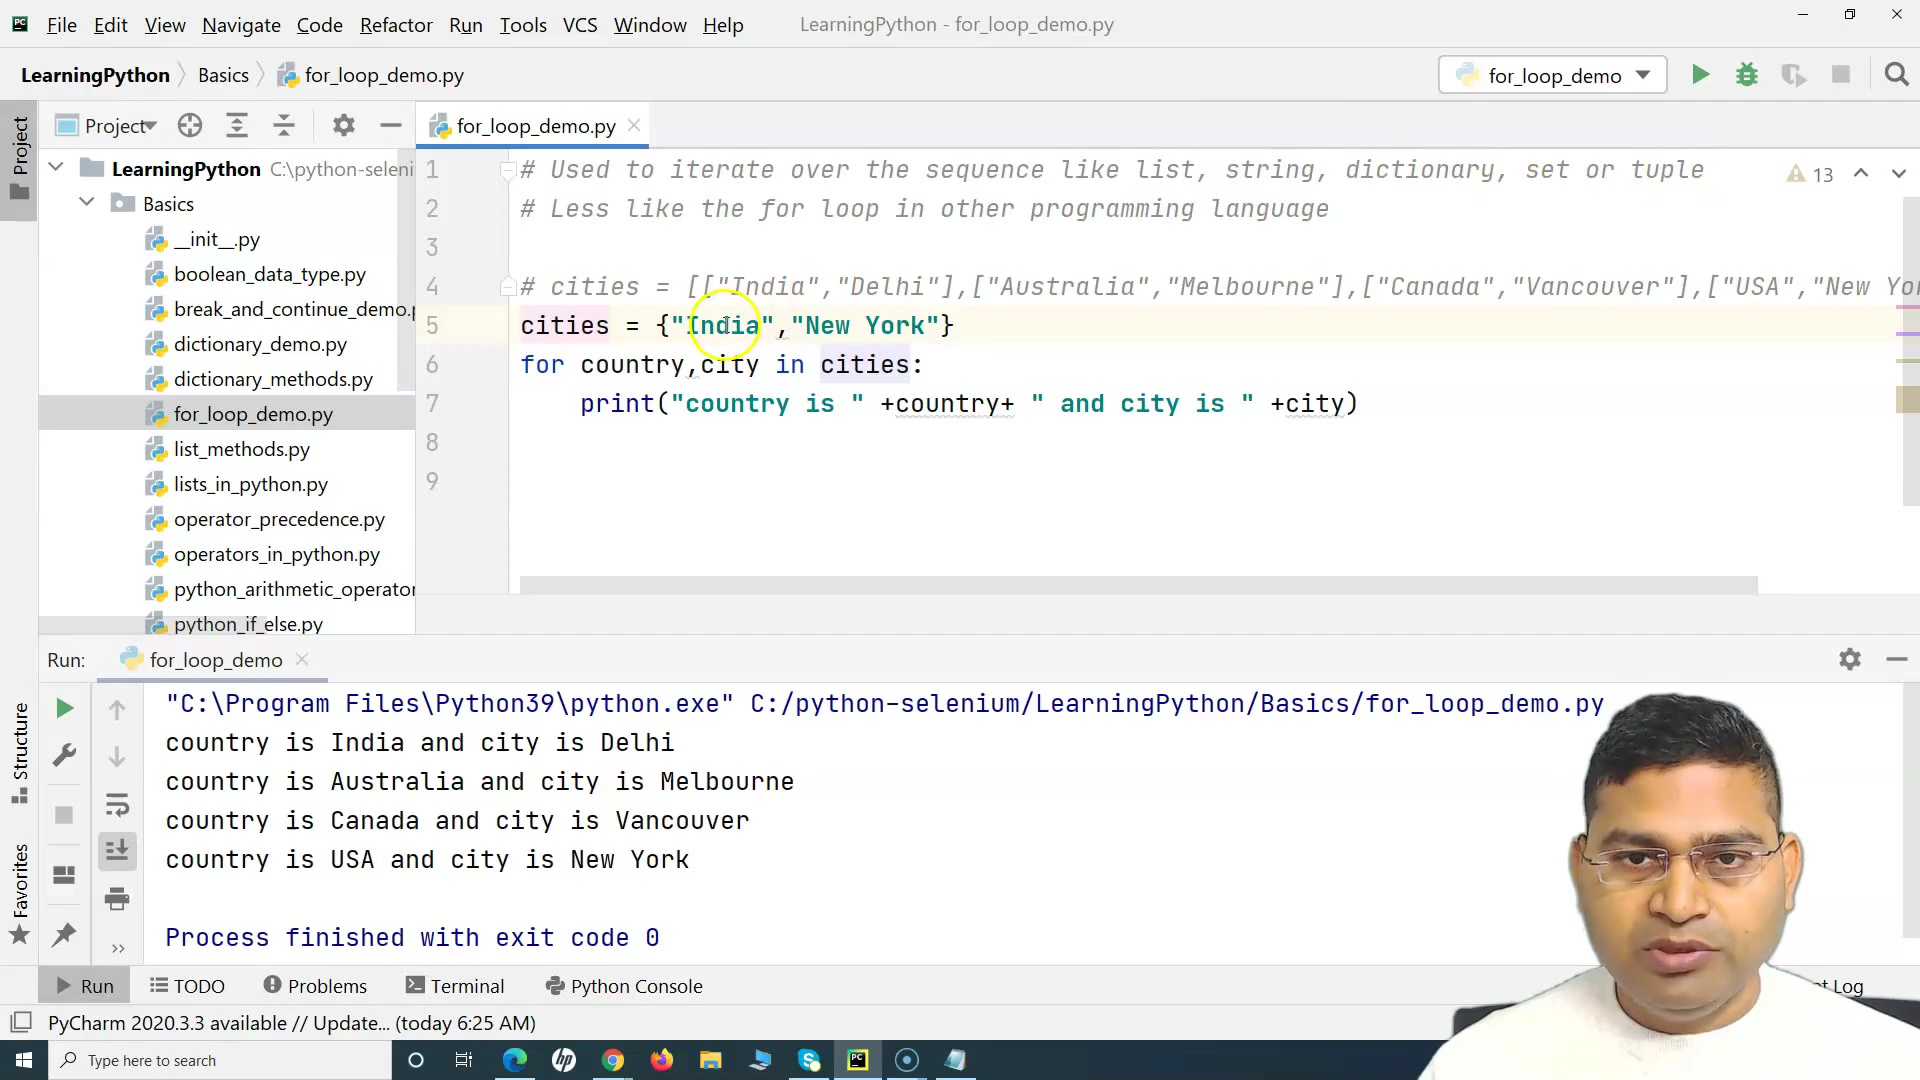 File Edit View Navigate Code Refactor Run Tools VCS Window Help LearningPython - for_loop_demo.py
LearningPython Basics for_loop_demo.py for_loop_demo
Project for_loop_demo.py
LearningPython C:\python-seleni
Basics
__init__.py
boolean_data_type.py
break_and_continue_demo.p
dictionary_demo.py
dictionary_methods.py
for_loop_demo.py
list_methods.py
lists_in_python.py
operator_precedence.py
operators_in_python.py
python_arithmetic_operator
python_if_else.py
1 # Used to iterate over the sequence like list, string, dictionary, set or tuple
13
2 # Less like the for loop in other programming language
3
4 # cities = [["India","Delhi"],["Australia","Melbourne"],["Canada","Vancouver"],["USA","New Yor
5 cities = {"India","New York"}
6 for country,city in cities:
7 print("country is " +country+ " and city is " +city)
8
9
Project
Structure
Favorites
Run: for_loop_demo
"C:\Program Files\Python39\python.exe" C:/python-selenium/LearningPython/Basics/for_loop_demo.py
country is India and city is Delhi
country is Australia and city is Melbourne
country is Canada and city is Vancouver
country is USA and city is New York
Process finished with exit code 0
Run TODO Problems Terminal Python Console t Log
PyCharm 2020.3.3 available // Update... (today 6:25 AM)
Type here to search